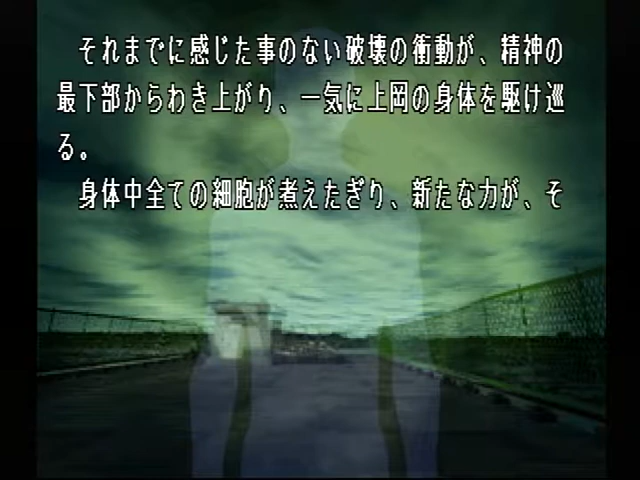 それまでに感じた事のない破壊の衝動が、精神の
最下部からわき上がり、一気に上岡の身体を駆け巡
る。
身体中全ての細胞が煮えたぎり、新たな力が、そ